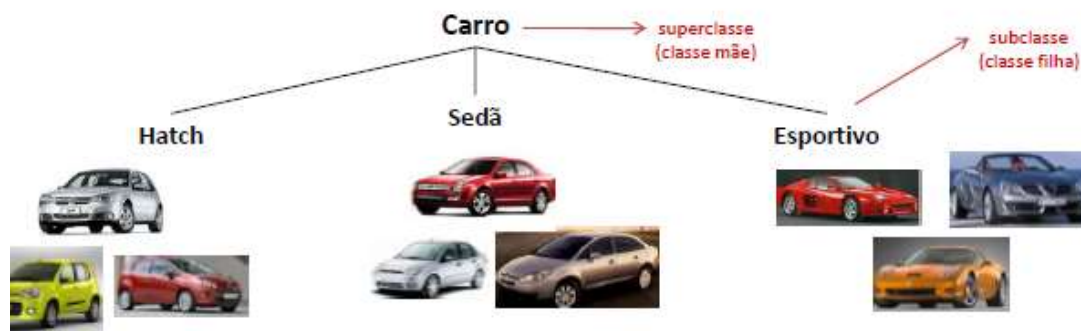 Carro
superclasse
(classe mãe)
subclasse
(classe filha)
Hatch
Sedã
Esportivo